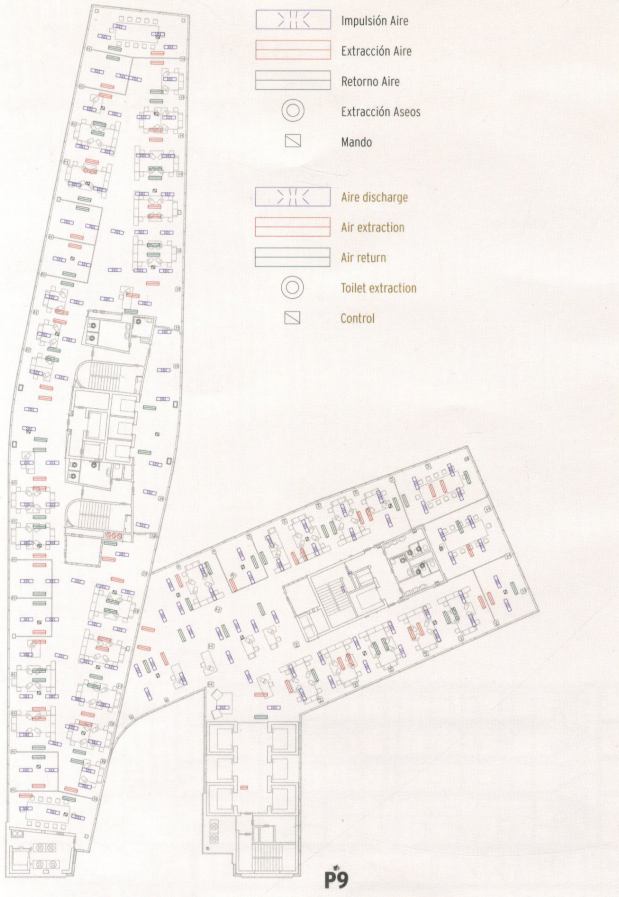 Impulsión Aire
Extracción Aire
Retorno Aire
Extracción Aseos
Mando
Aire discharge
Air extraction
Air return
Toilet extraction
Control
P9